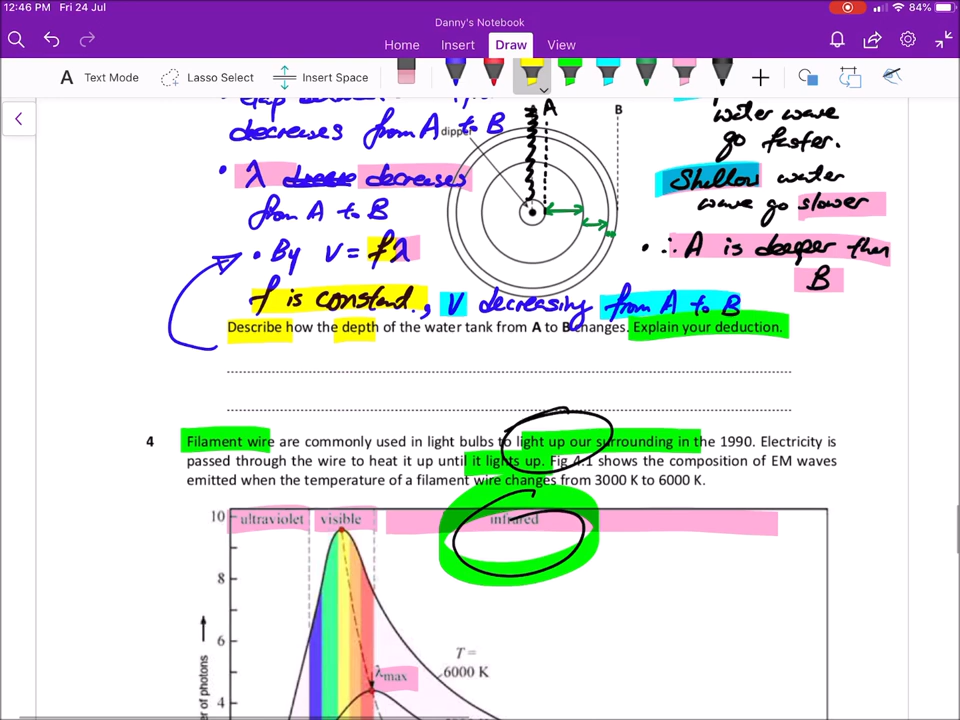 12:46 PM Fri 24 Jul
84%
Danny's Notebook
Home Insert Draw View
A Text Mode Lasso Select Insert Space
decreases from A to B
dipper
A
B
• λ decreases
from A to B
• By v = fλ
f is constant, v decreasing from A to B
water wave
go faster.
Shallow water
wave go slower
• ∴ A is deeper then
B
Describe how the depth of the water tank from A to B changes. Explain your deduction.
4 Filament wire are commonly used in light bulbs to light up our surrounding in the 1990. Electricity is
passed through the wire to heat it up until it lights up. Fig 4.1 shows the composition of EM waves
emitted when the temperature of a filament wire changes from 3000 K to 6000 K.
10
ultraviolet visible infrared
8
6
T =
6000 K
λmax
4
er of photons